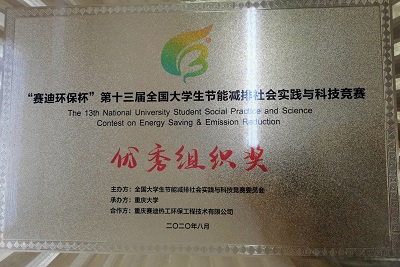 “赛迪环保杯”第十三届全国大学生节能减排社会实践与科技竞赛
The 13th National University Student Social Practice and Science
Contest on Energy Saving & Emission Reduction
优秀组织奖
主办方：全国大学生节能减排社会实践与科技竞赛委员会
承办方：重庆大学
合作方：重庆赛迪热工环保工程技术有限公司
二〇二〇年八月